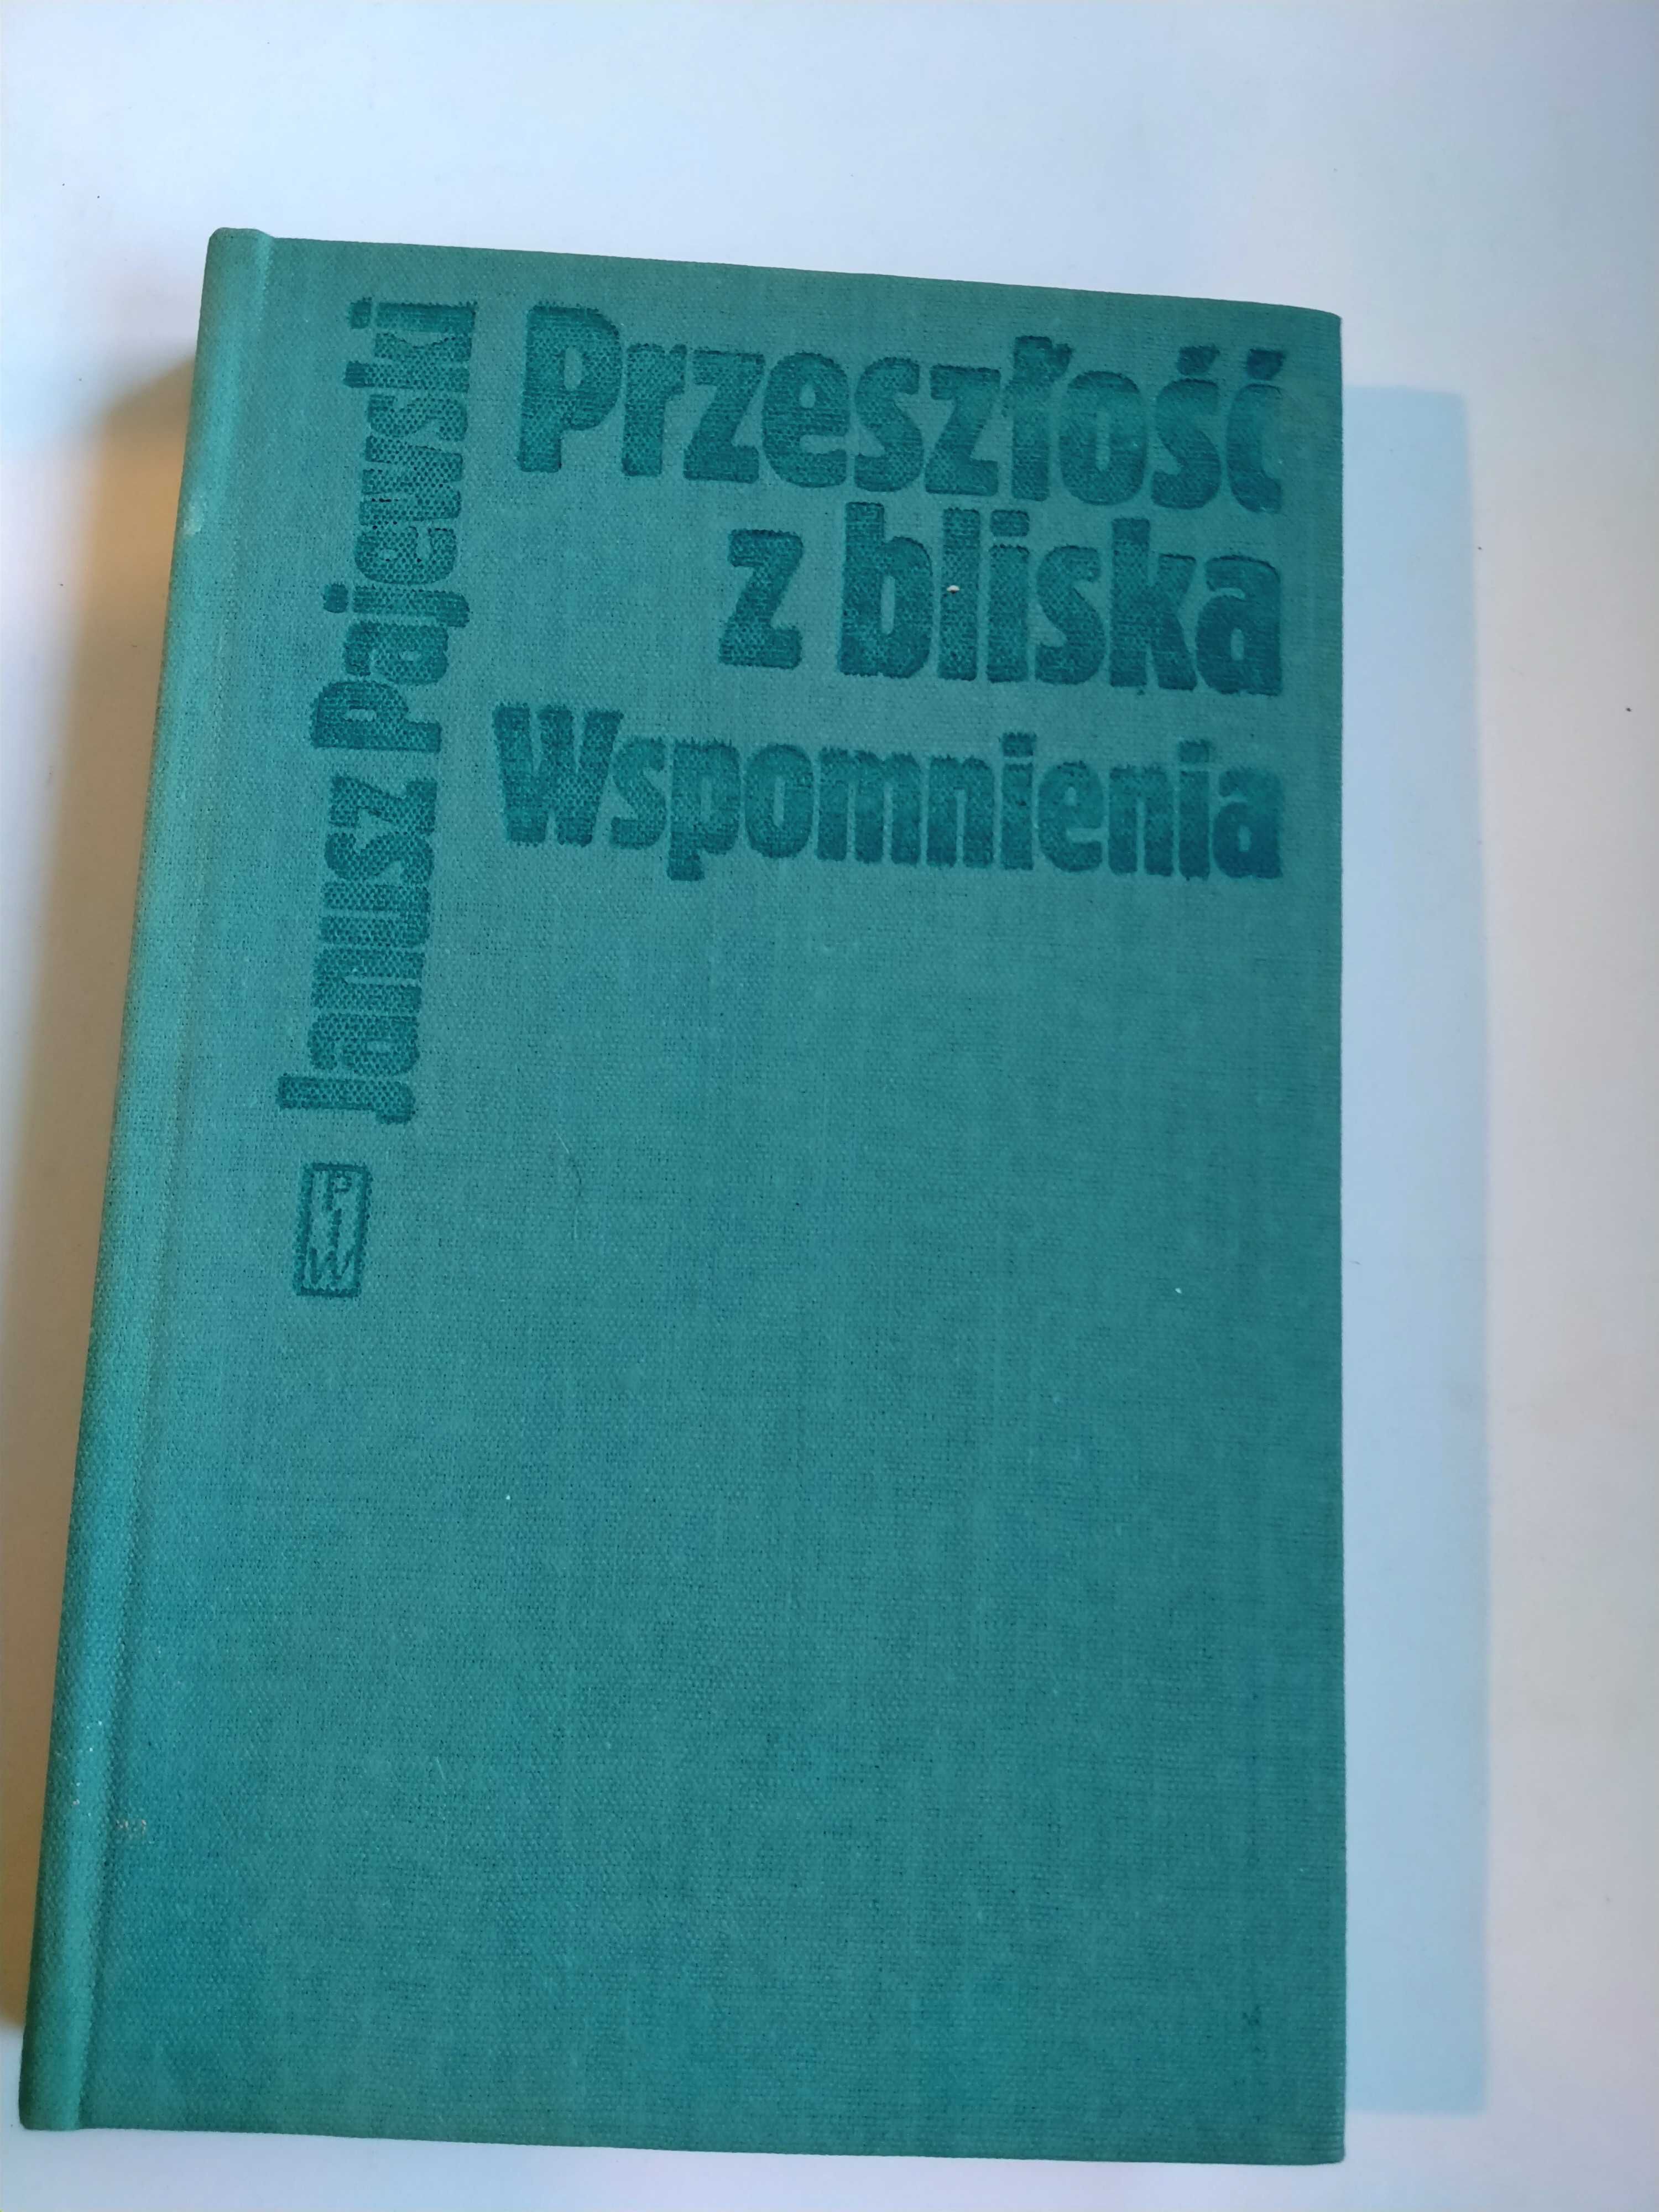 Janusz Pajewski
Przeszłość
z bliska
Wspomnienia
PIW